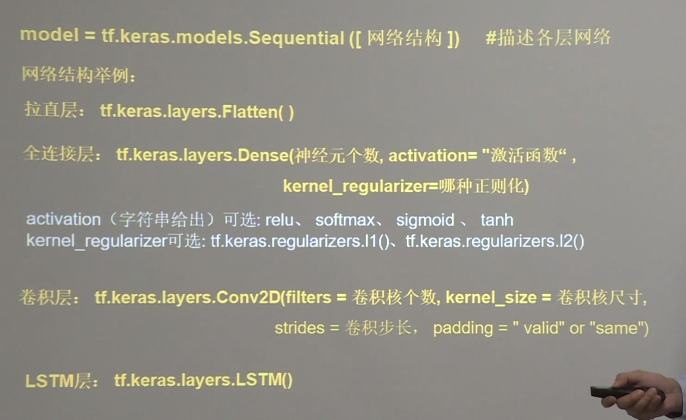 model = tf.keras.models.Sequential ([ 网络结构 ])   #描述各层网络
网络结构举例:
拉直层: tf.keras.layers.Flatten( )
全连接层: tf.keras.layers.Dense(神经元个数, activation= "激活函数“ ,
kernel_regularizer=哪种正则化)
activation（字符串给出）可选: relu、 softmax、 sigmoid 、 tanh
kernel_regularizer可选: tf.keras.regularizers.l1()、tf.keras.regularizers.l2()
卷积层: tf.keras.layers.Conv2D(filters = 卷积核个数, kernel_size = 卷积核尺寸,
strides = 卷积步长， padding = " valid" or "same")
LSTM层: tf.keras.layers.LSTM()